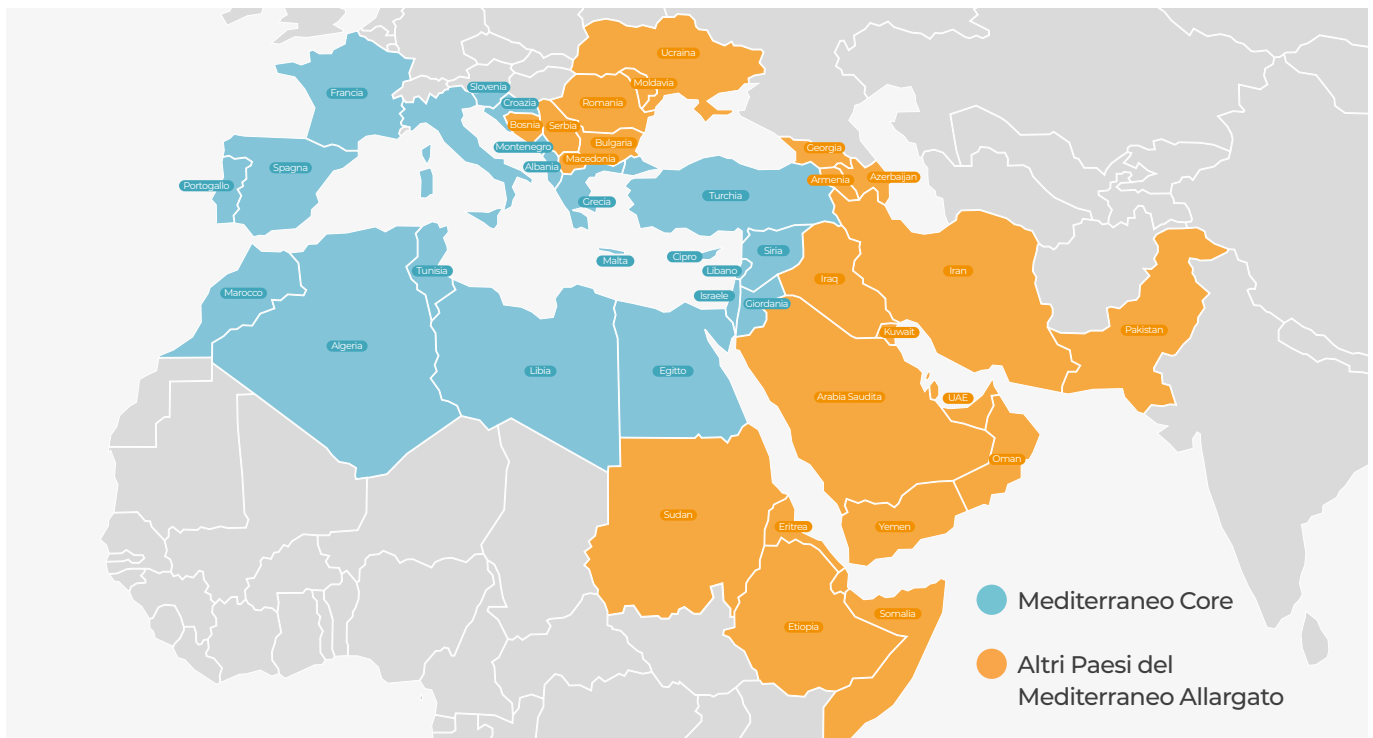 Ucraina
Moldavia
Slovenia
Francia
Croazia
Romania
Bosnia
Serbia
Bulgaria
Montenegro
Georgia
Macedonia
Albania
Spagna
Azerbaijan
Armenia
Portogallo
Turchia
Grecia
Siria
Cipro
Malta
Tunisia
Libano
Iran
Iraq
Marocco
Israele
Giordania
Pakistan
Kuwait
Algeria
Libia
Egitto
Arabia Saudita
UAE
Oman
Sudan
Eritrea
Yemen
Mediterraneo Core
Somalia
Etiopia
Altri Paesi del
Mediterraneo Allargato